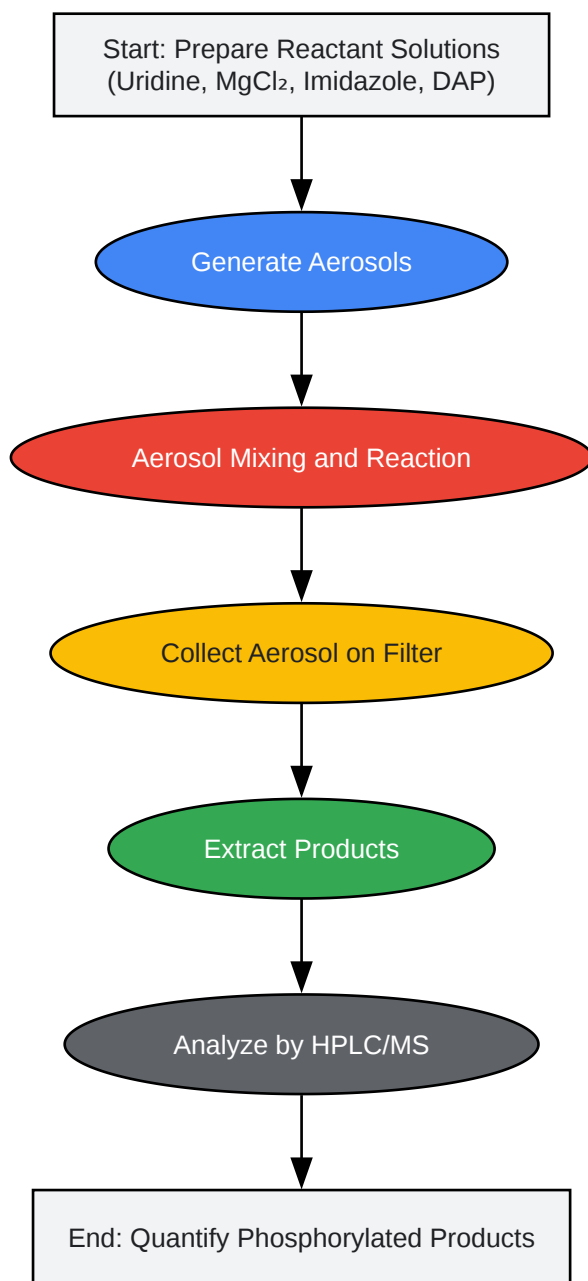 Start: Prepare Reactant Solutions
(Uridine, MgCl₂, Imidazole, DAP)
Generate Aerosols
Aerosol Mixing and Reaction
Collect Aerosol on Filter
Extract Products
Analyze by HPLC/MS
End: Quantify Phosphorylated Products